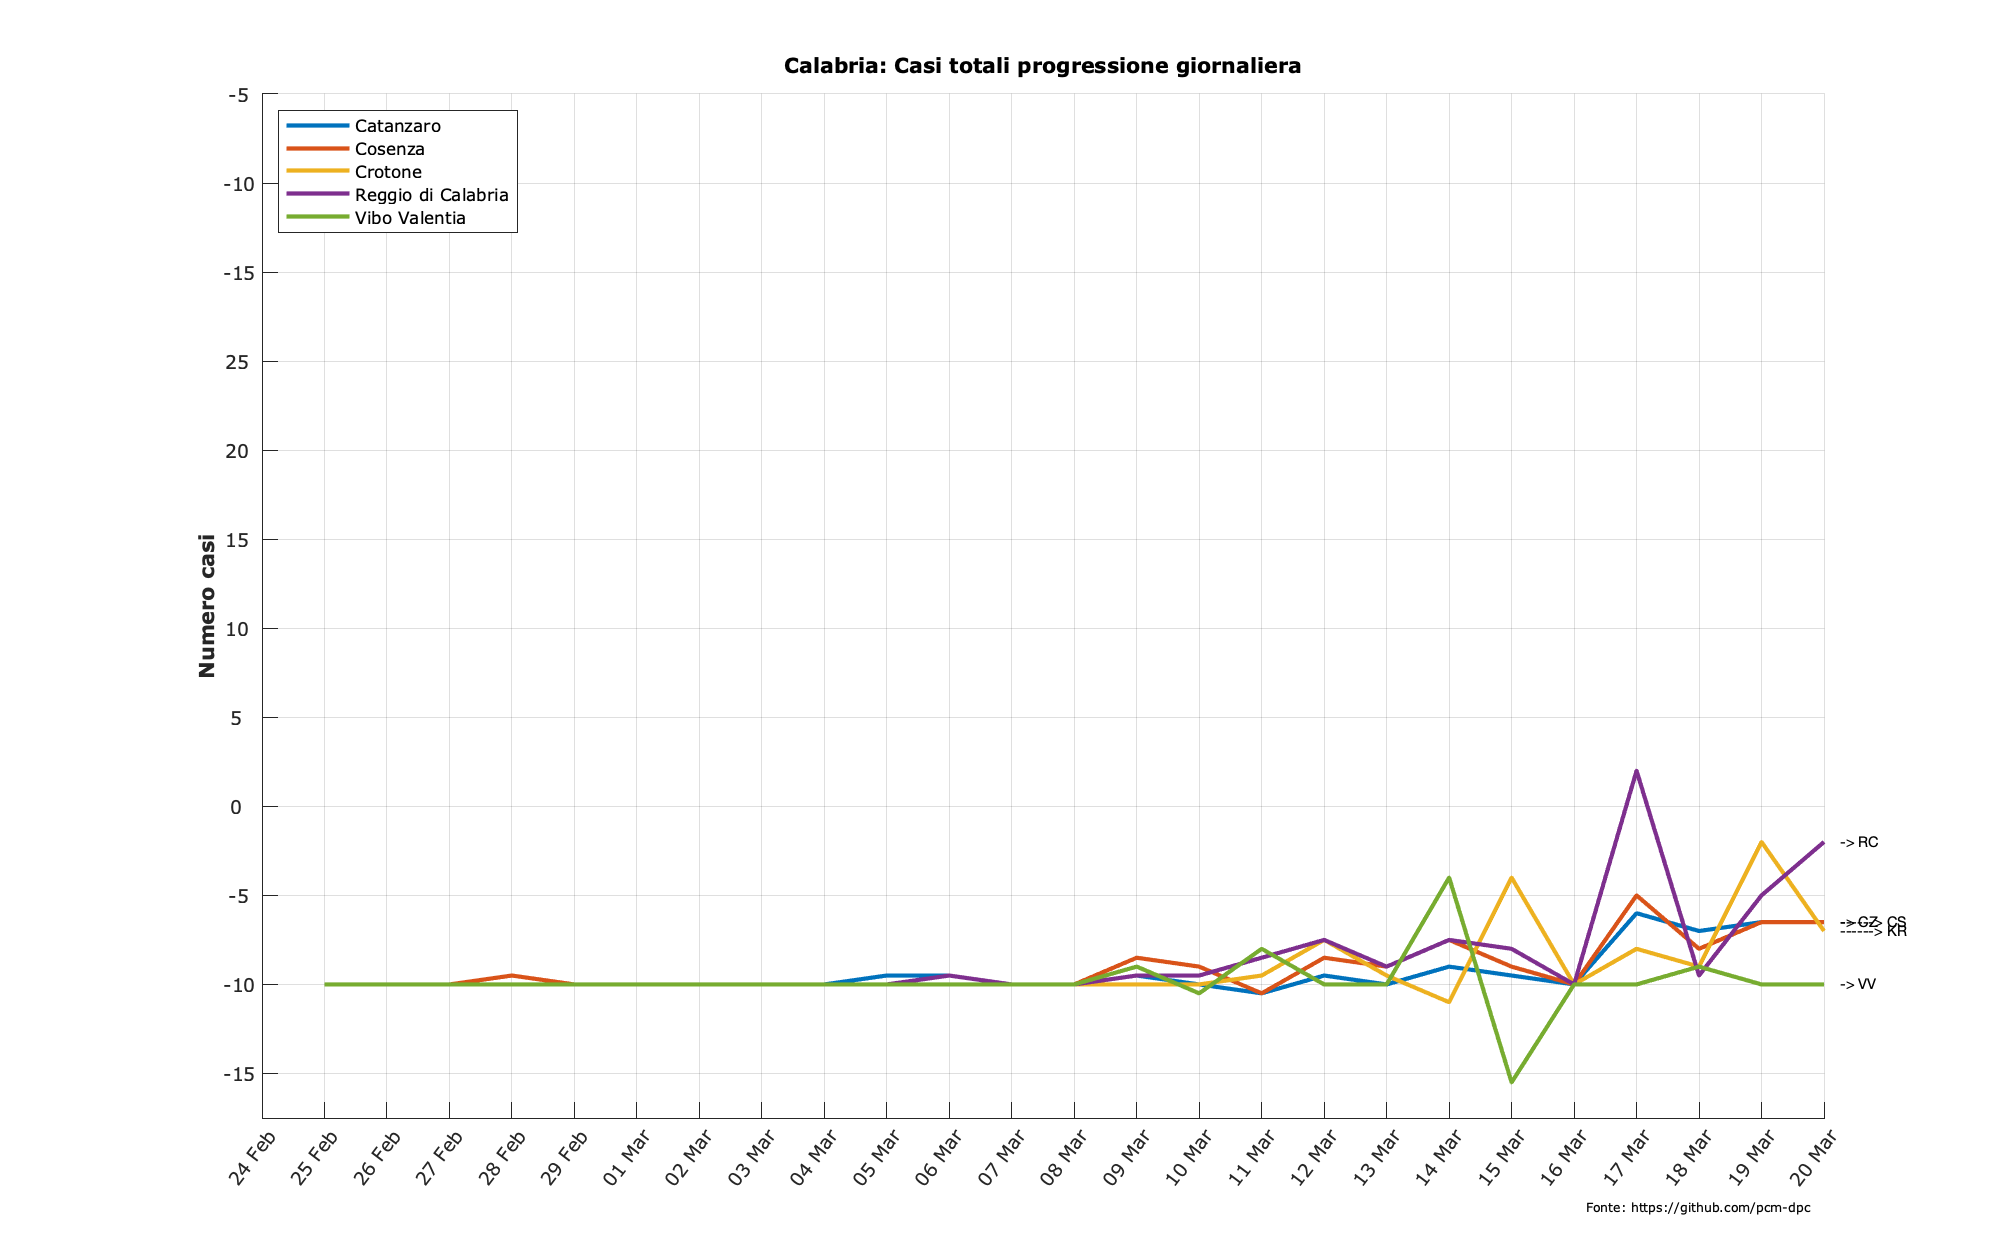 Calabria: Casi totali progressione giornaliera
Numero casi
-5
-10
-15
25
20
15
10
5
0
-5
-10
-15
Catanzaro
Cosenza
Crotone
Reggio di Calabria
Vibo Valentia
-> RC
------> CS
-> CZ
------> KR
-> VV
24 Feb
25 Feb
26 Feb
27 Feb
28 Feb
29 Feb
01 Mar
02 Mar
03 Mar
04 Mar
05 Mar
06 Mar
07 Mar
08 Mar
09 Mar
10 Mar
11 Mar
12 Mar
13 Mar
14 Mar
15 Mar
16 Mar
17 Mar
18 Mar
19 Mar
20 Mar
Fonte: https://github.com/pcm-dpc